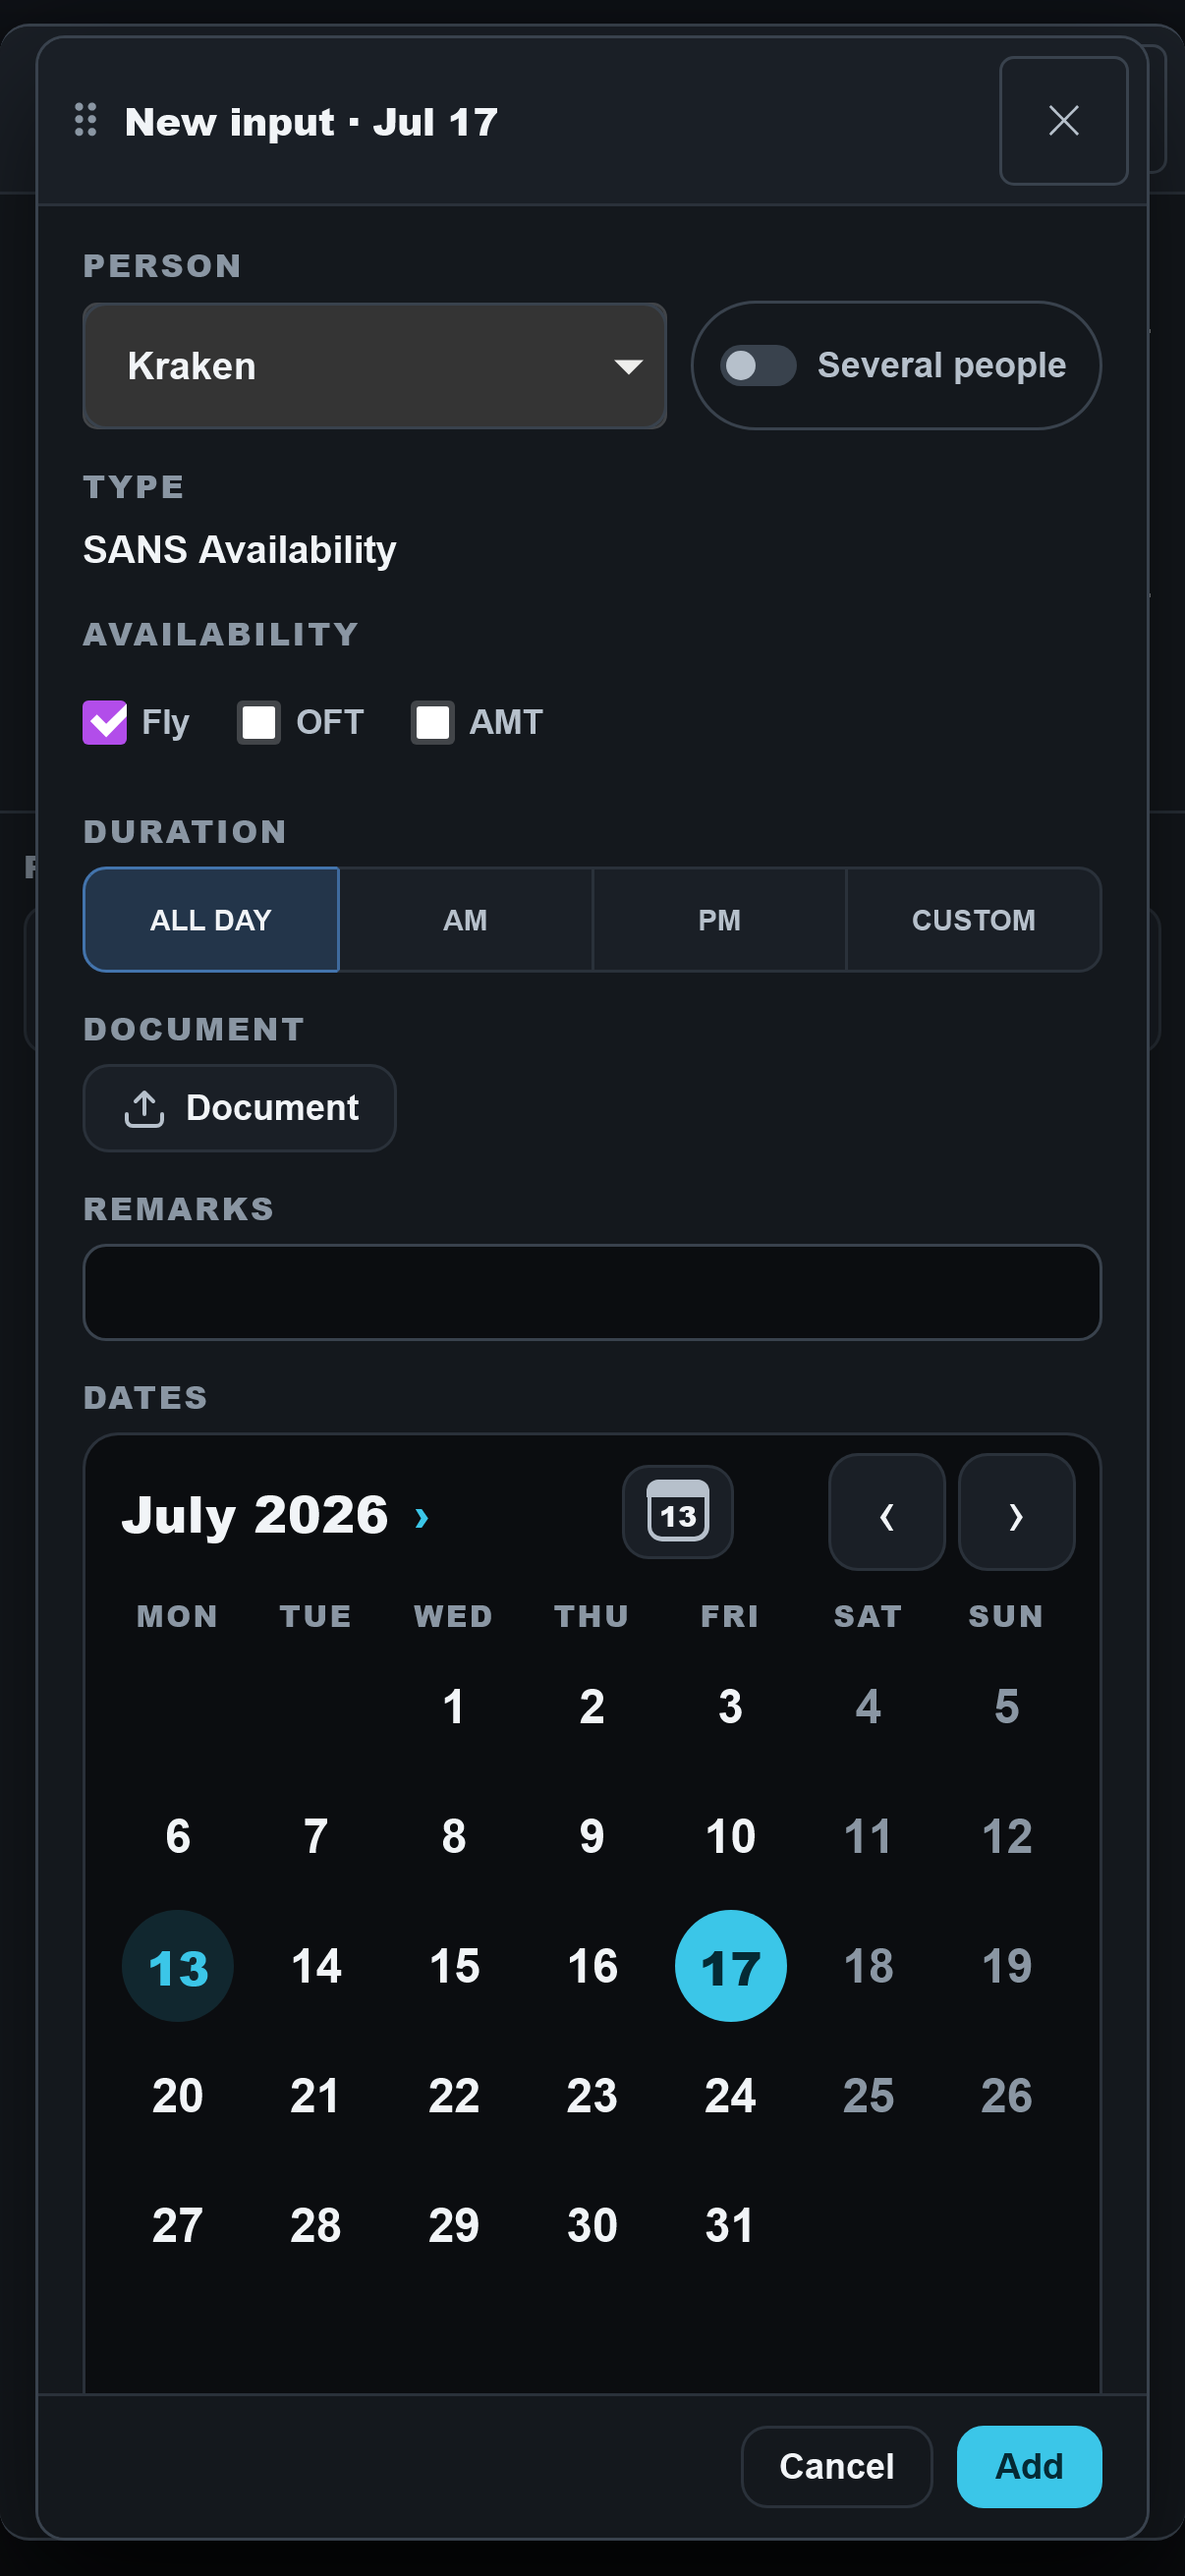 New input · Jul 17
PERSON
Kraken
Several people
TYPE
SANS Availability
AVAILABILITY
Fly OFT AMT
DURATION
ALL DAY AM PM CUSTOM
DOCUMENT
Document
REMARKS
DATES
July 2026 › 13 ‹ ›
MON TUE WED THU FRI SAT SUN
1 2 3 4 5
6 7 8 9 10 11 12
13 14 15 16 17 18 19
20 21 22 23 24 25 26
27 28 29 30 31
Cancel Add